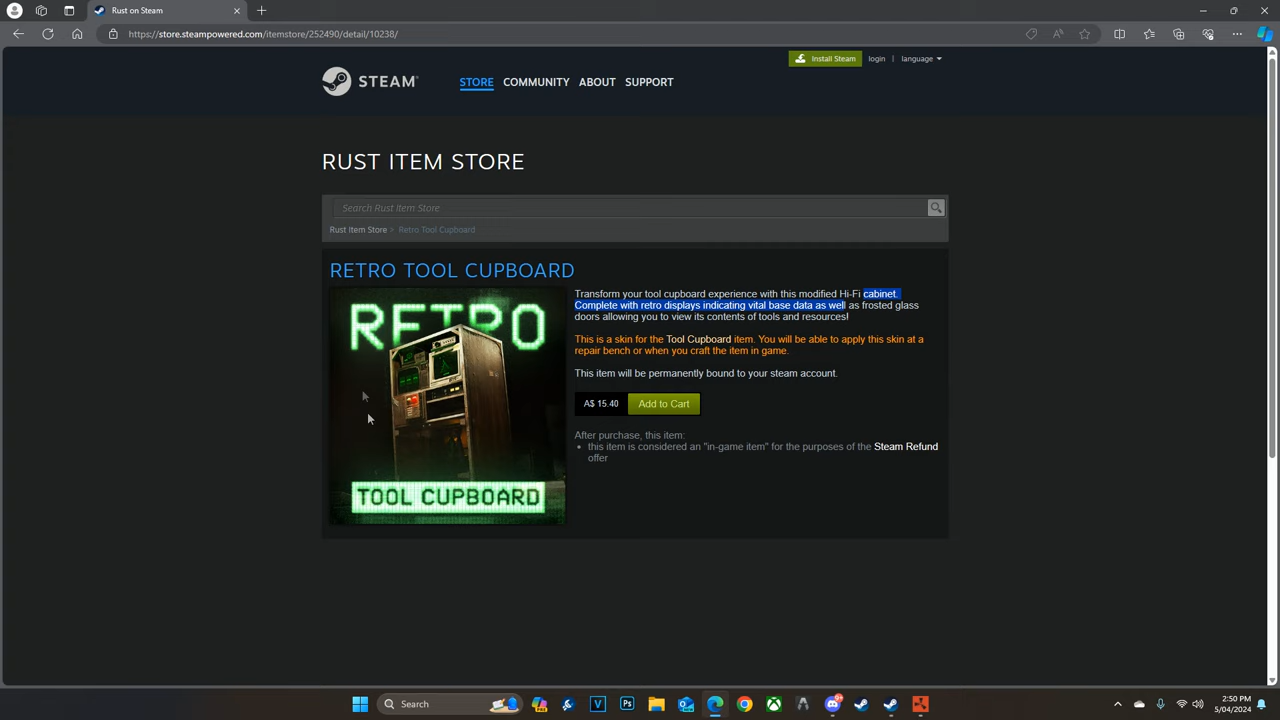 Rust on Steam
https://store.steampowered.com/itemstore/252490/detail/10238/
Install Steam login | language
STEAM® STORE COMMUNITY ABOUT SUPPORT
RUST ITEM STORE
Search Rust Item Store
Rust Item Store > Retro Tool Cupboard
RETRO TOOL CUPBOARD
RETRO
TOOL CUPBOARD
Transform your tool cupboard experience with this modified Hi-Fi cabinet.
Complete with retro displays indicating vital base data as well as frosted glass
doors allowing you to view its contents of tools and resources!
This is a skin for the Tool Cupboard item. You will be able to apply this skin at a
repair bench or when you craft the item in game.
This item will be permanently bound to your steam account.
A$ 15.40 Add to Cart
After purchase, this item:
• this item is considered an "in-game item" for the purposes of the Steam Refund
offer
Search
2:50 PM
5/04/2024